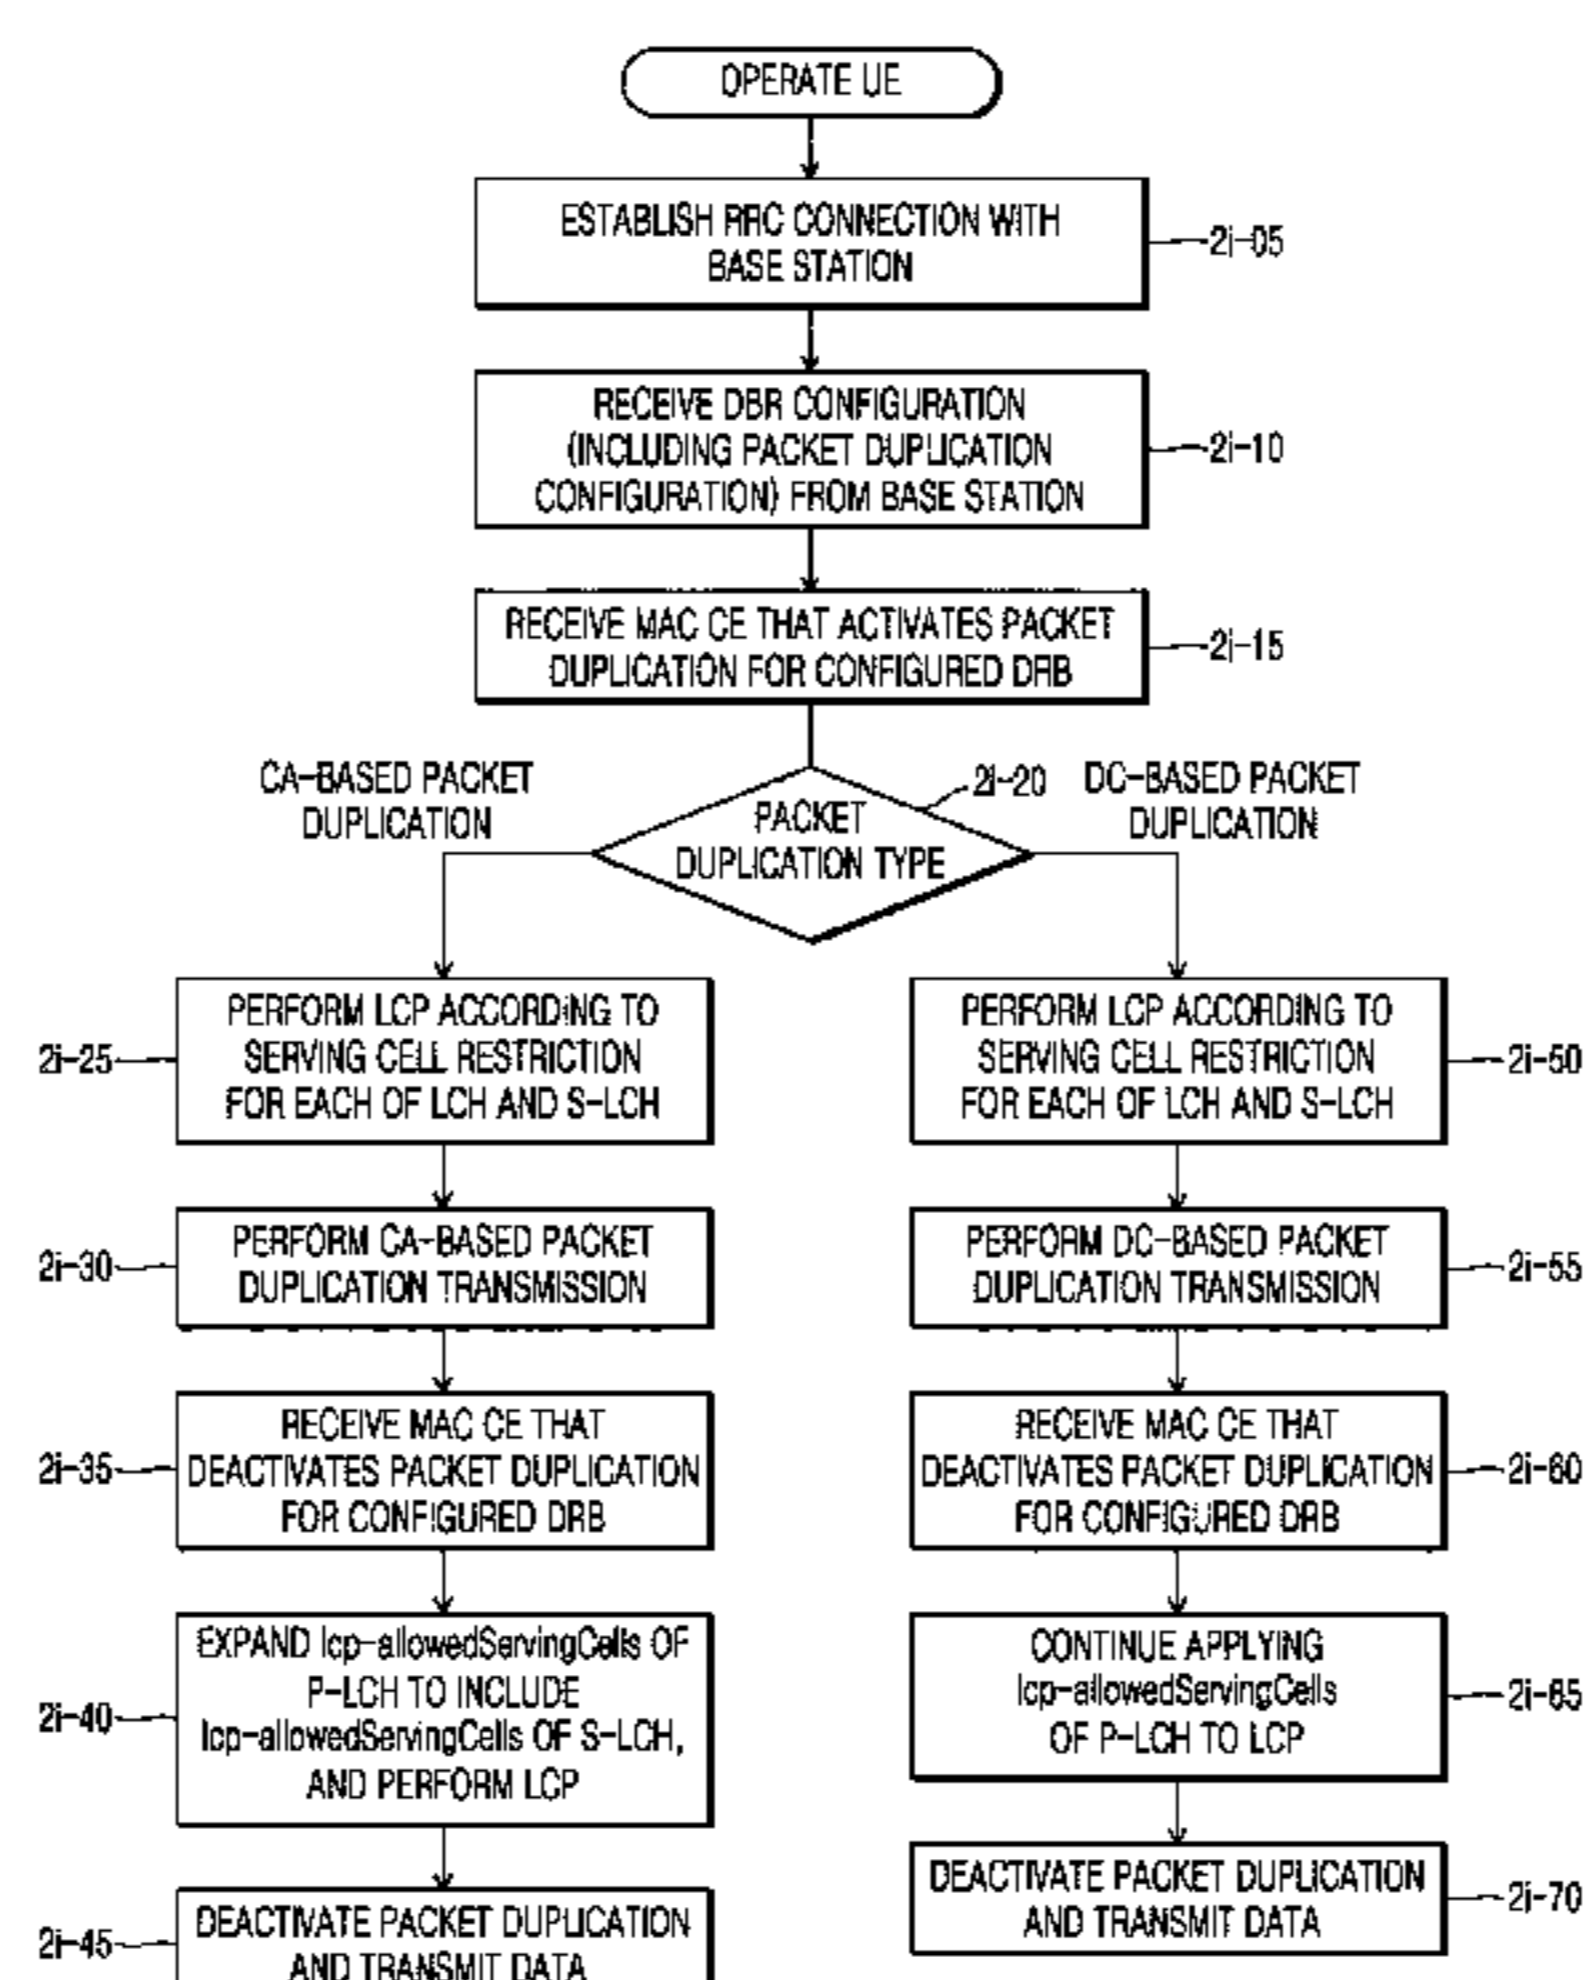 OPERATE UE
ESTABLISH RRC CONNECTION WITH
BASE STATION
2i-05
RECEIVE DBR CONFIGURATION
(INCLUDING PACKET DUPLICATION
CONFIGURATION) FROM BASE STATION
2i-10
RECEIVE MAC CE THAT ACTIVATES PACKET
DUPLICATION FOR CONFIGURED DRB
2i-15
CA-BASED PACKET
DUPLICATION
PACKET
DUPLICATION TYPE
2i-20
DC-BASED PACKET
DUPLICATION
PERFORM LCP ACCORDING TO
SERVING CELL RESTRICTION
FOR EACH OF LCH AND S-LCH
2i-25
PERFORM CA-BASED PACKET
DUPLICATION TRANSMISSION
2i-30
RECEIVE MAC CE THAT
DEACTIVATES PACKET DUPLICATION
FOR CONFIGURED DRB
2i-35
EXPAND lcp-allowedServingCells OF
P-LCH TO INCLUDE
lcp-allowedServingCells OF S-LCH,
AND PERFORM LCP
2i-40
DEACTIVATE PACKET DUPLICATION
AND TRANSMIT DATA
2i-45
PERFORM LCP ACCORDING TO
SERVING CELL RESTRICTION
FOR EACH OF LCH AND S-LCH
2i-50
PERFORM DC-BASED PACKET
DUPLICATION TRANSMISSION
2i-55
RECEIVE MAC CE THAT
DEACTIVATES PACKET DUPLICATION
FOR CONFIGURED DRB
2i-60
CONTINUE APPLYING
lcp-allowedServingCells
OF P-LCH TO LCP
2i-65
DEACTIVATE PACKET DUPLICATION
AND TRANSMIT DATA
2i-70